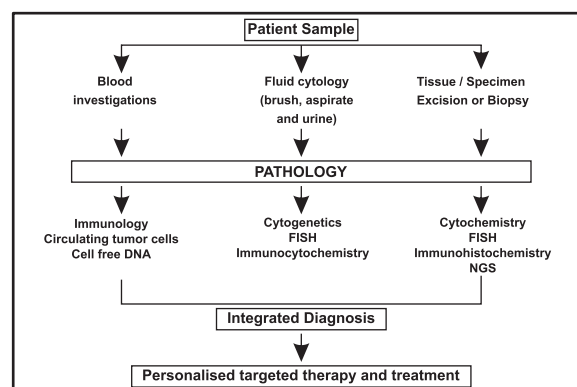 Patient Sample
Blood
investigations
Fluid cytology
(brush, aspirate
and urine)
Tissue / Specimen
Excision or Biopsy
PATHOLOGY
Immunology
Circulating tumor cells
Cell free DNA
Cytogenetics
FISH
Immunocytochemistry
Cytochemistry
FISH
Immunohistochemistry
NGS
Integrated Diagnosis
Personalised targeted therapy and treatment